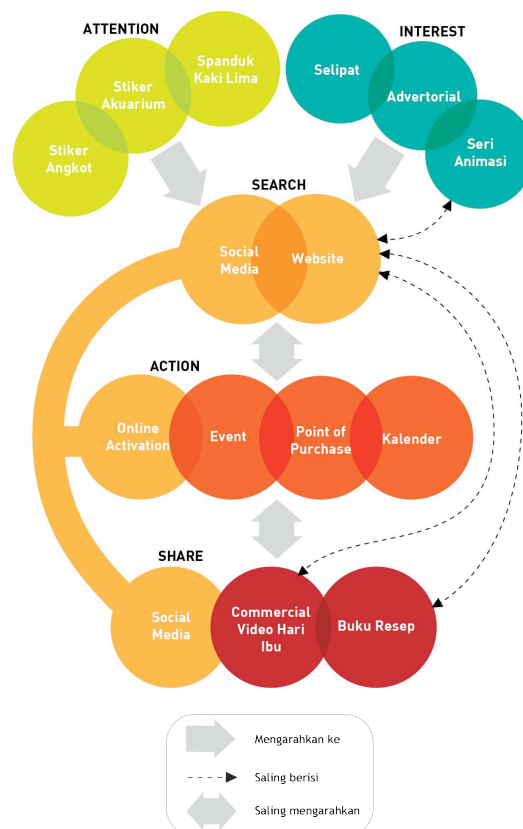 ATTENTION
Spanduk
Kaki Lima
Stiker
Akuarium
Stiker
Angkot
INTEREST
Selipat
Advertorial
Seri
Animasi
SEARCH
Social
Media
Website
ACTION
Online
Activation
Event
Point of
Purchase
Kalender
SHARE
Social
Media
Commercial
Video Hari
Ibu
Buku Resep
Mengarahkan ke
Saling berisi
Saling mengarahkan